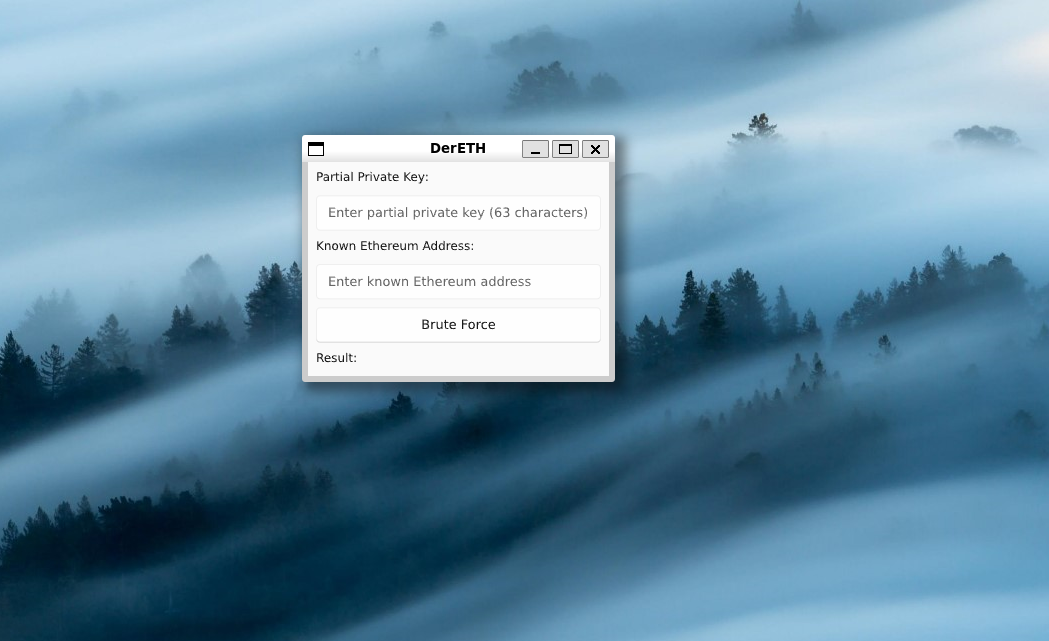 DerETH
Partial Private Key:
Enter partial private key (63 characters)
Known Ethereum Address:
Enter known Ethereum address
Brute Force
Result: